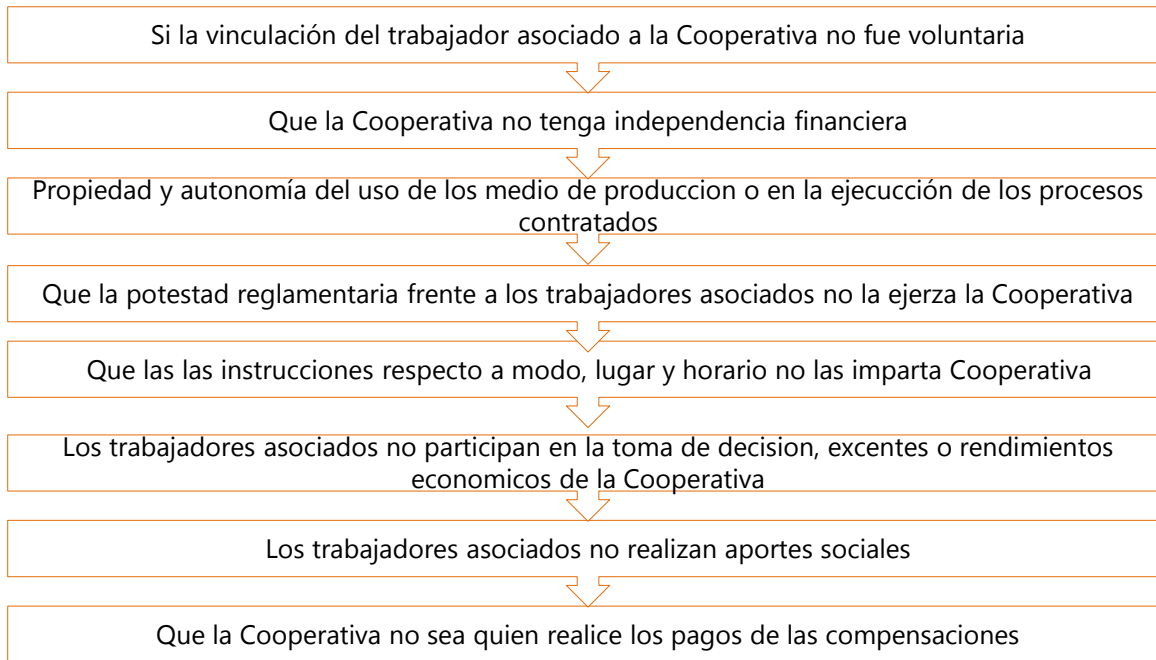 Si la vinculación del trabajador asociado a la Cooperativa no fue voluntaria
Que la Cooperativa no tenga independencia financiera
Propiedad y autonomía del uso de los medio de produccion o en la ejecucción de los procesos
contratados
Que la potestad reglamentaria frente a los trabajadores asociados no la ejerza la Cooperativa
Que las las instrucciones respecto a modo, lugar y horario no las imparta Cooperativa
Los trabajadores asociados no participan en la toma de decision, excentes o rendimientos
economicos de la Cooperativa
Los trabajadores asociados no realizan aportes sociales
Que la Cooperativa no sea quien realice los pagos de las compensaciones